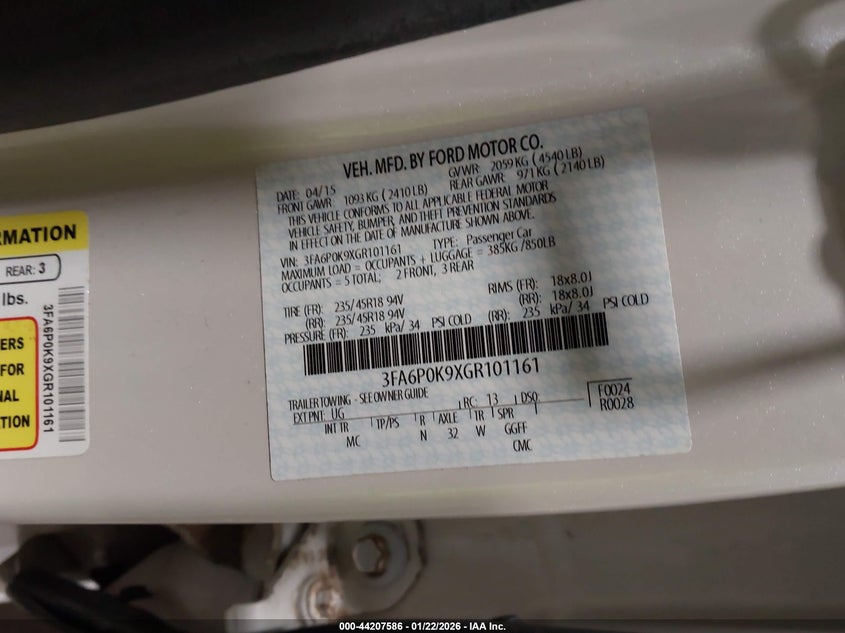 VEH. MFD. BY FORD MOTOR CO.
DATE: 04/15 GVWR: 2059 KG ( 4540 LB)
FRONT GAWR: 1093 KG ( 2410 LB) REAR GAWR: 971 KG ( 2140 LB)
THIS VEHICLE CONFORMS TO ALL APPLICABLE FEDERAL MOTOR
VEHICLE SAFETY, BUMPER, AND THEFT PREVENTION STANDARDS
IN EFFECT ON THE DATE OF MANUFACTURE SHOWN ABOVE.
VIN: 3FA6P0K9XGR101161 TYPE: Passenger Car
MAXIMUM LOAD = OCCUPANTS + LUGGAGE = 385KG /850LB
OCCUPANTS = 5 TOTAL; 2 FRONT, 3 REAR
TIRE (FR): 235/45R18 94V RIMS (FR): 18x8.0J
(RR): 235/45R18 94V (RR): 18x8.0J
PRESSURE (FR): 235 kPa/ 34 PSI COLD (RR): 235 kPa/ 34 PSI COLD
3FA6P0K9XGR101161
TRAILER TOWING - SEE OWNER GUIDE
EXT PNT: UG RC: 13 DSO: F0024
R0028
INT TR TP/PS R AXLE TR SPR
MC N 32 W GGFF
CMC
RMATION
REAR: 3
lbs.
ERS
FOR
NAL
ATION
3FA6P0K9XGR101161
000-44207586 - 01/22/2026 - IAA Inc.